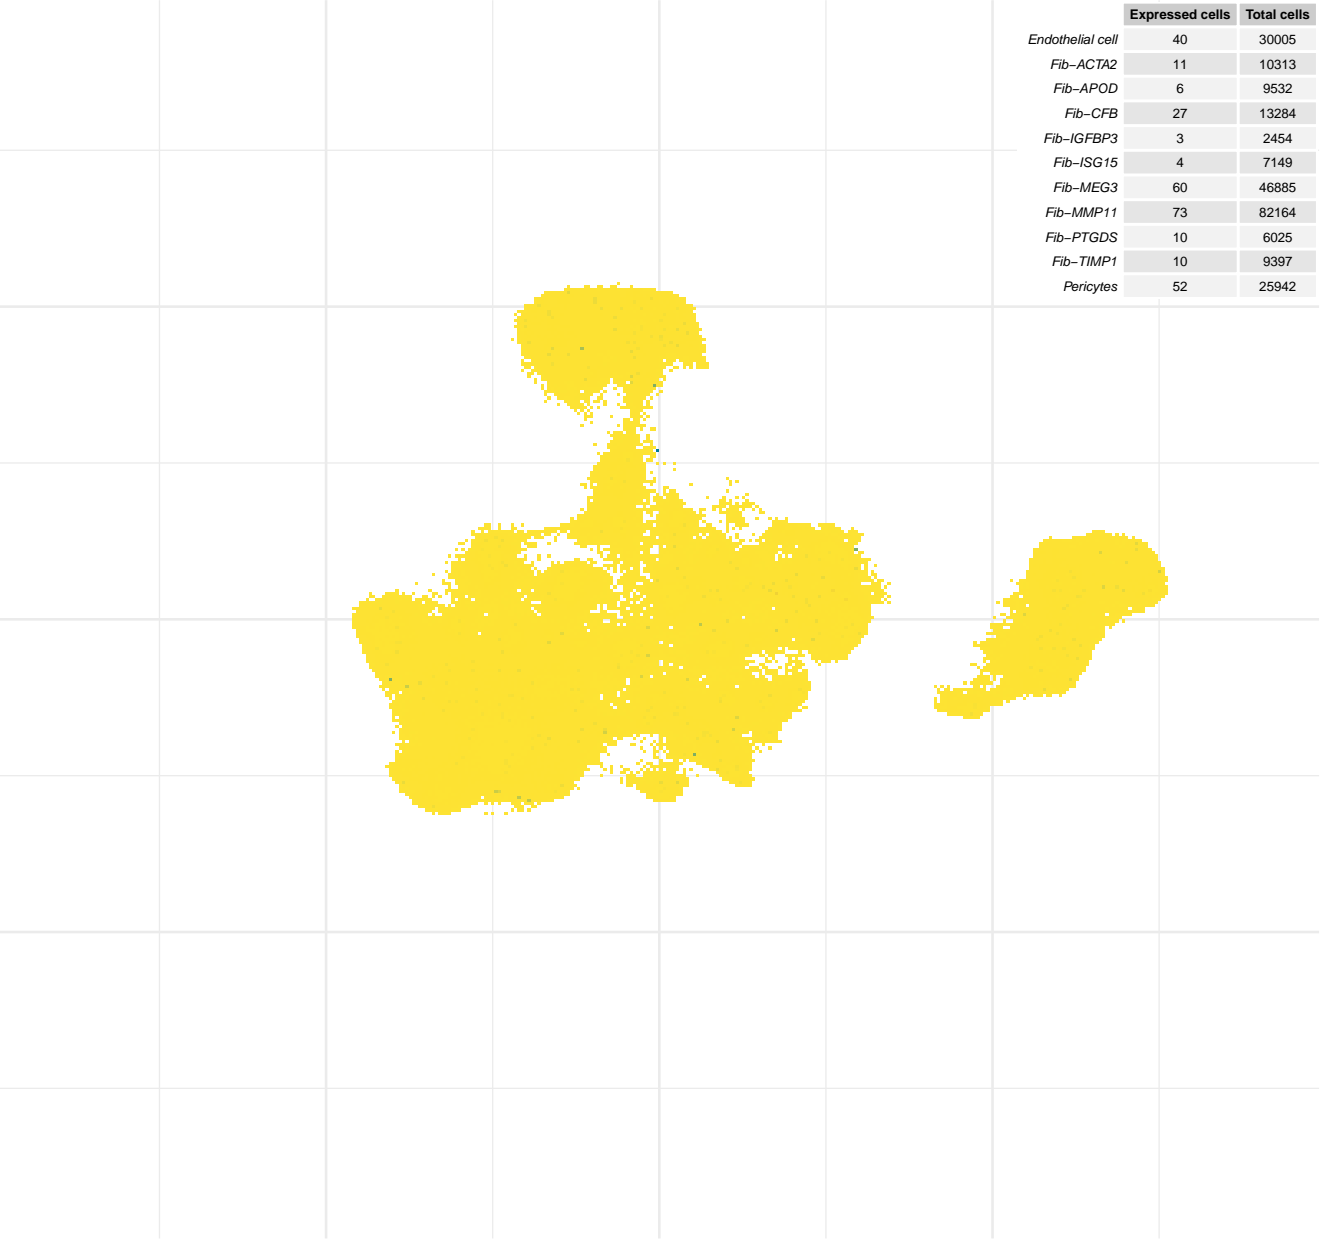 Expressed cells Total cells
Endothelial cell 40 30005
Fib−ACTA2 11 10313
Fib−APOD 6 9532
Fib−CFB 27 13284
Fib−IGFBP3 3 2454
Fib−ISG15 4 7149
Fib−MEG3 60 46885
Fib−MMP11 73 82164
Fib−PTGDS 10 6025
Fib−TIMP1 10 9397
Pericytes 52 25942